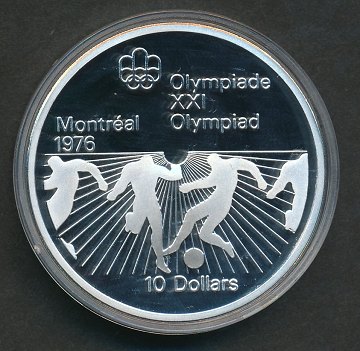 Olympiade
XXI
Olympiad
Montréal
1976
10 Dollars